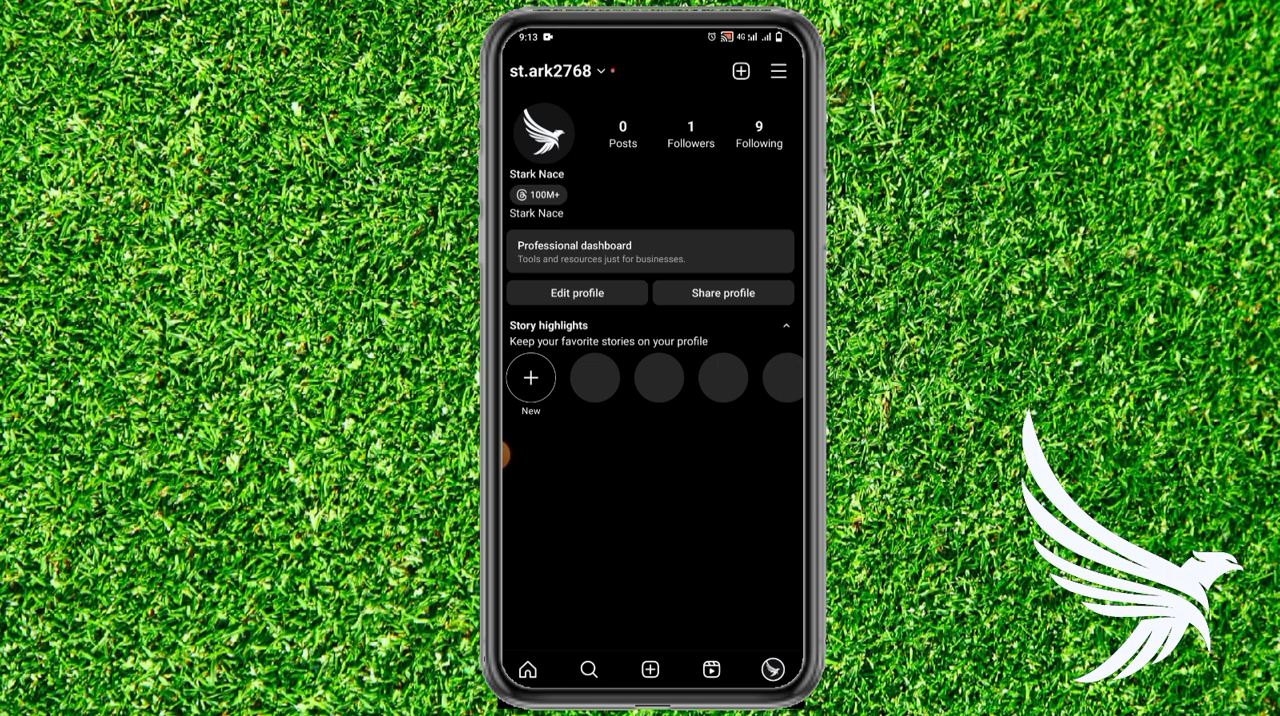 9:13
4G
st.ark2768
0
Posts
1
Followers
9
Following
Stark Nace
100M+
Stark Nace
Professional dashboard
Tools and resources just for businesses.
Edit profile
Share profile
Story highlights
Keep your favorite stories on your profile
New